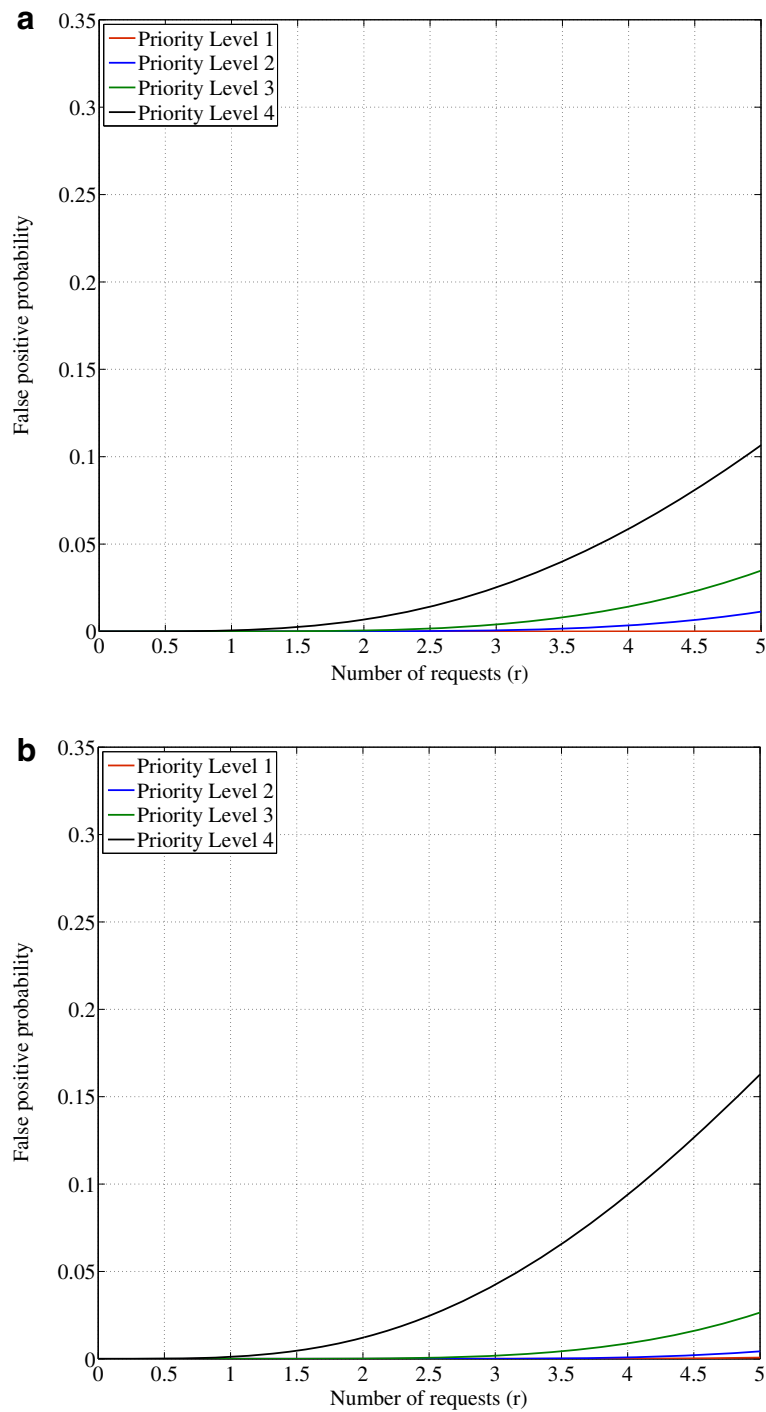 a
0.35
0.3
0.25
0.2
0.15
0.1
0.05
0
Priority Level 1
Priority Level 2
Priority Level 3
Priority Level 4
False positive probability
0 0.5 1 1.5 2 2.5 3 3.5 4 4.5 5
Number of requests (r)
b
0.35
0.3
0.25
0.2
0.15
0.1
0.05
0
Priority Level 1
Priority Level 2
Priority Level 3
Priority Level 4
False positive probability
0 0.5 1 1.5 2 2.5 3 3.5 4 4.5 5
Number of requests (r)